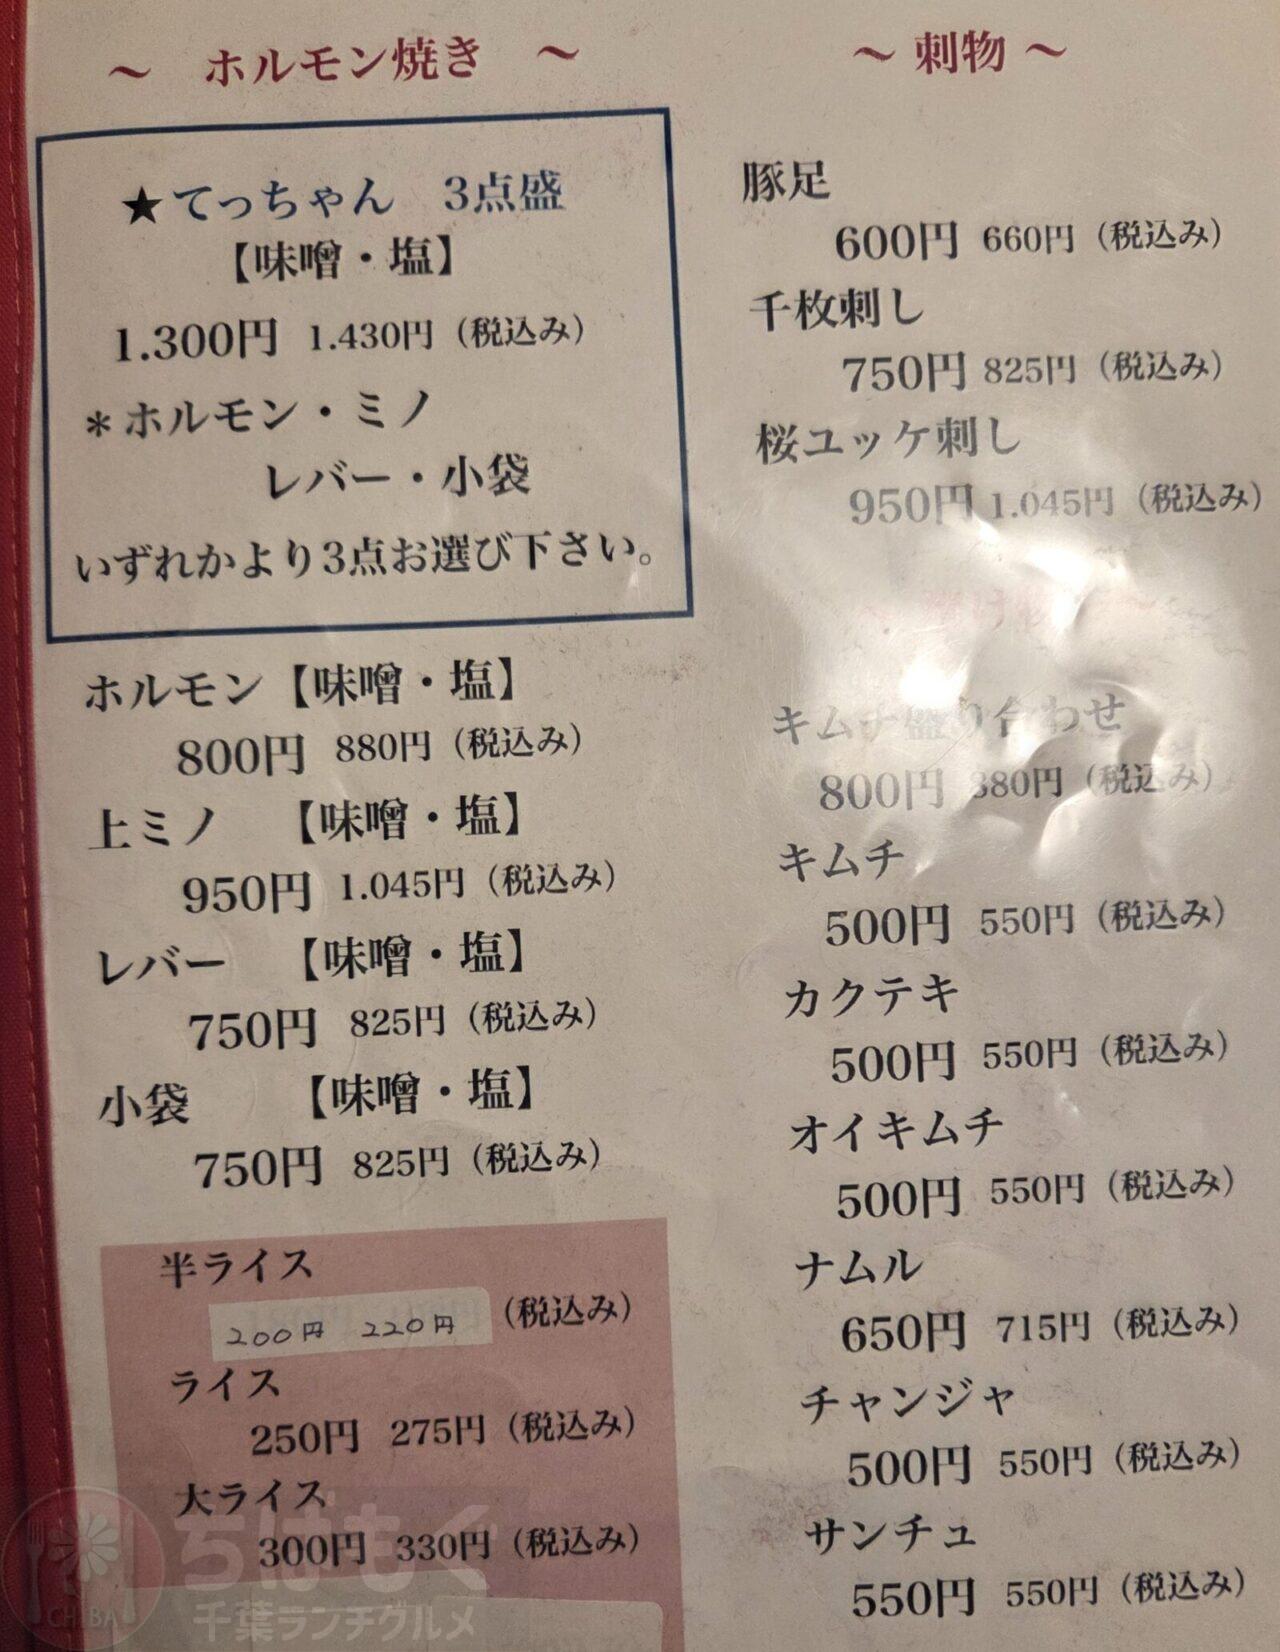 ～ ホルモン焼き ～
★てっちゃん 3点盛
【味噌・塩】
1.300円 1.430円（税込み）
＊ホルモン・ミノ
レバー・小袋
いずれかより3点お選び下さい。
ホルモン【味噌・塩】
800円 880円（税込み）
上ミノ 【味噌・塩】
950円 1.045円（税込み）
レバー 【味噌・塩】
750円 825円（税込み）
小袋 【味噌・塩】
750円 825円（税込み）
半ライス
200円 220円（税込み）
ライス
250円 275円（税込み）
大ライス
300円 330円（税込み）
～ 刺物 ～
豚足
600円 660円（税込み）
千枚刺し
750円 825円（税込み）
桜ユッケ刺し
950円 1.045円（税込み）
キムチ盛り合わせ
800円 880円（税込み）
キムチ
500円 550円（税込み）
カクテキ
500円 550円（税込み）
オイキムチ
500円 550円（税込み）
ナムル
650円 715円（税込み）
チャンジャ
500円 550円（税込み）
サンチュ
550円 550円（税込み）
ちばもぐ
千葉ランチグルメ
CHIBA